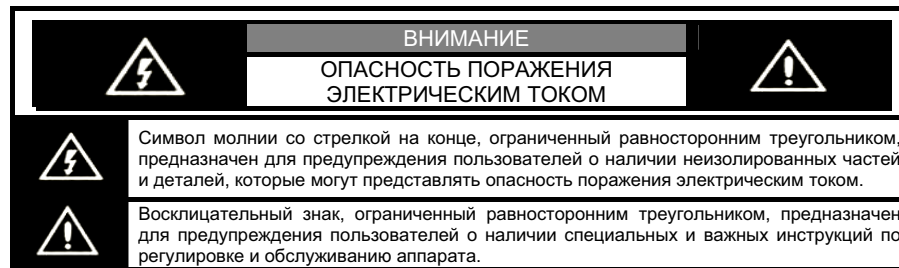 ВНИМАНИЕ
ОПАСНОСТЬ ПОРАЖЕНИЯ
ЭЛЕКТРИЧЕСКИМ ТОКОМ
Символ молнии со стрелкой на конце, ограниченный равносторонним треугольником,
предназначен для предупреждения пользователей о наличии неизолированных частей
и деталей, которые могут представлять опасность поражения электрическим током.
Восклицательный знак, ограниченный равносторонним треугольником, предназначен
для предупреждения пользователей о наличии специальных и важных инструкций по
регулировке и обслуживанию аппарата.